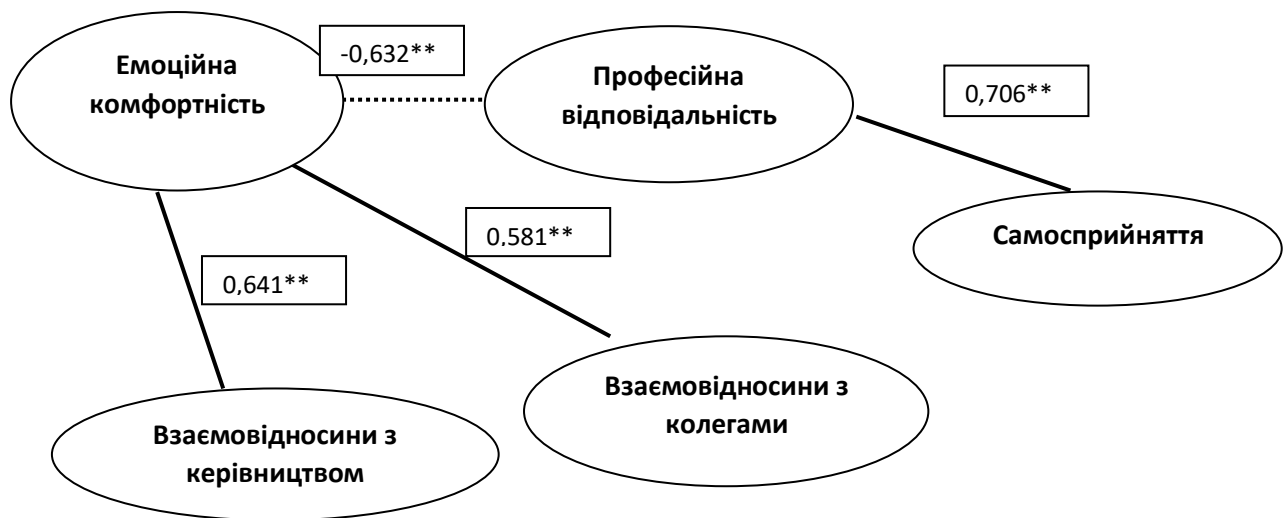 Емоційна
комфортність
-0,632**
Професійна
відповідальність
0,706**
Самосприйняття
0,581**
0,641**
Взаємовідносини з
колегами
Взаємовідносини з
керівництвом